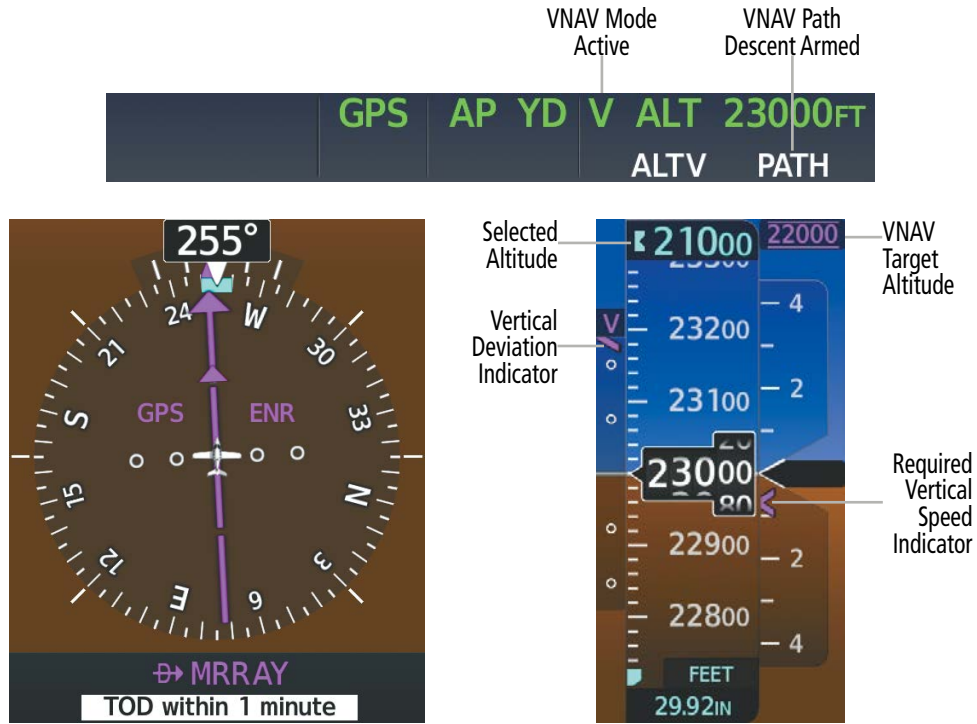 VNAV Mode
Active
VNAV Path
Descent Armed
GPS AP YD V ALT 23000FT
ALTV PATH
255°
24 W 30 33 N 3 6 E 12 15 S 21
GPS ENR
MRRAY
TOD within 1 minute
Selected
Altitude
21000
22000
VNAV
Target
Altitude
Vertical
Deviation
Indicator
V
23200
4
23100
2
20
23000
80
Required
Vertical
Speed
Indicator
22900
2
22800
4
FEET
29.92IN